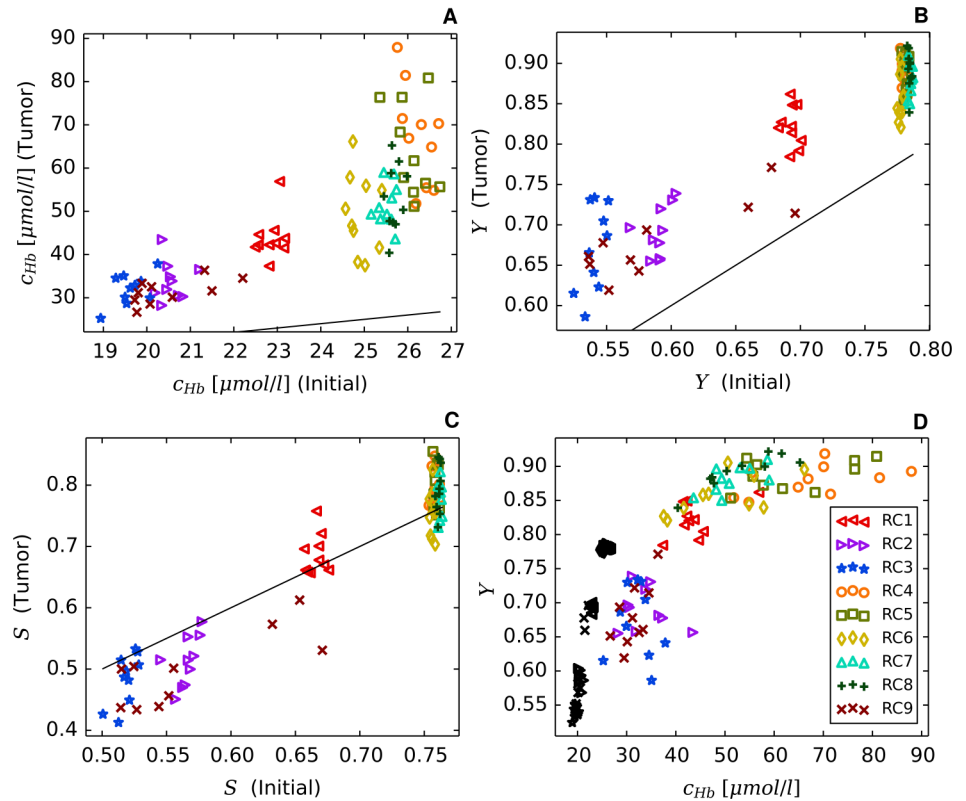 A
90
80
70
60
50
40
30
19 20 21 22 23 24 25 26 27
c_Hb [μmol/l] (Initial)
c_Hb [μmol/l] (Tumor)
B
0.90
0.85
0.80
0.75
0.70
0.65
0.60
0.55 0.60 0.65 0.70 0.75 0.80
Y (Initial)
Y (Tumor)
C
0.8
0.7
0.6
0.5
0.4
0.50 0.55 0.60 0.65 0.70 0.75
S (Initial)
S (Tumor)
D
0.90
0.85
0.80
0.75
0.70
0.65
0.60
0.55
20 30 40 50 60 70 80 90
c_Hb [μmol/l]
Y
RC1
RC2
RC3
RC4
RC5
RC6
RC7
RC8
RC9